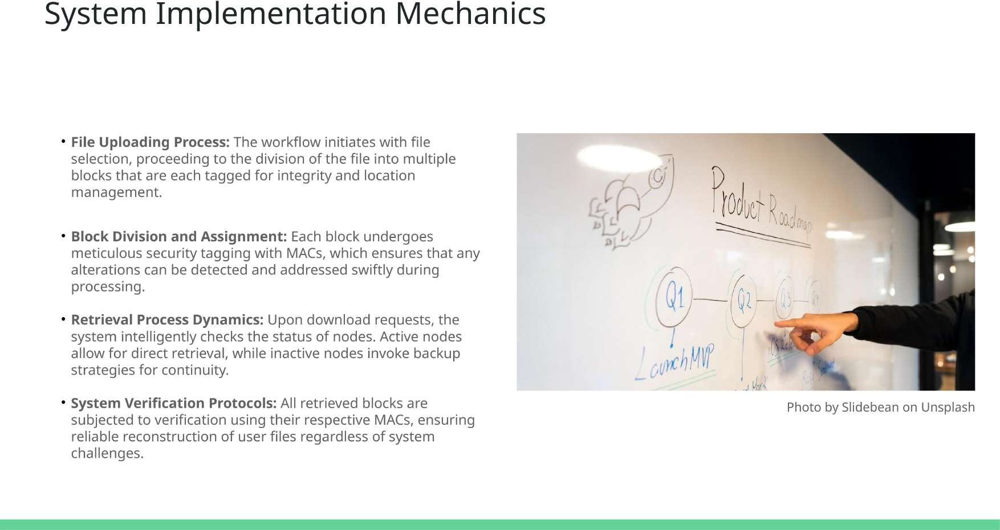 System Implementation Mechanics
• File Uploading Process: The workflow initiates with file
selection, proceeding to the division of the file into multiple
blocks that are each tagged for integrity and location
management.
• Block Division and Assignment: Each block undergoes
meticulous security tagging with MACs, which ensures that any
alterations can be detected and addressed swiftly during
processing.
• Retrieval Process Dynamics: Upon download requests, the
system intelligently checks the status of nodes. Active nodes
allow for direct retrieval, while inactive nodes invoke backup
strategies for continuity.
• System Verification Protocols: All retrieved blocks are
subjected to verification using their respective MACs, ensuring
reliable reconstruction of user files regardless of system
challenges.
Product Roadmap
Q1 Q2 Q3 Q4
Launch MVP
Photo by Slidebean on Unsplash